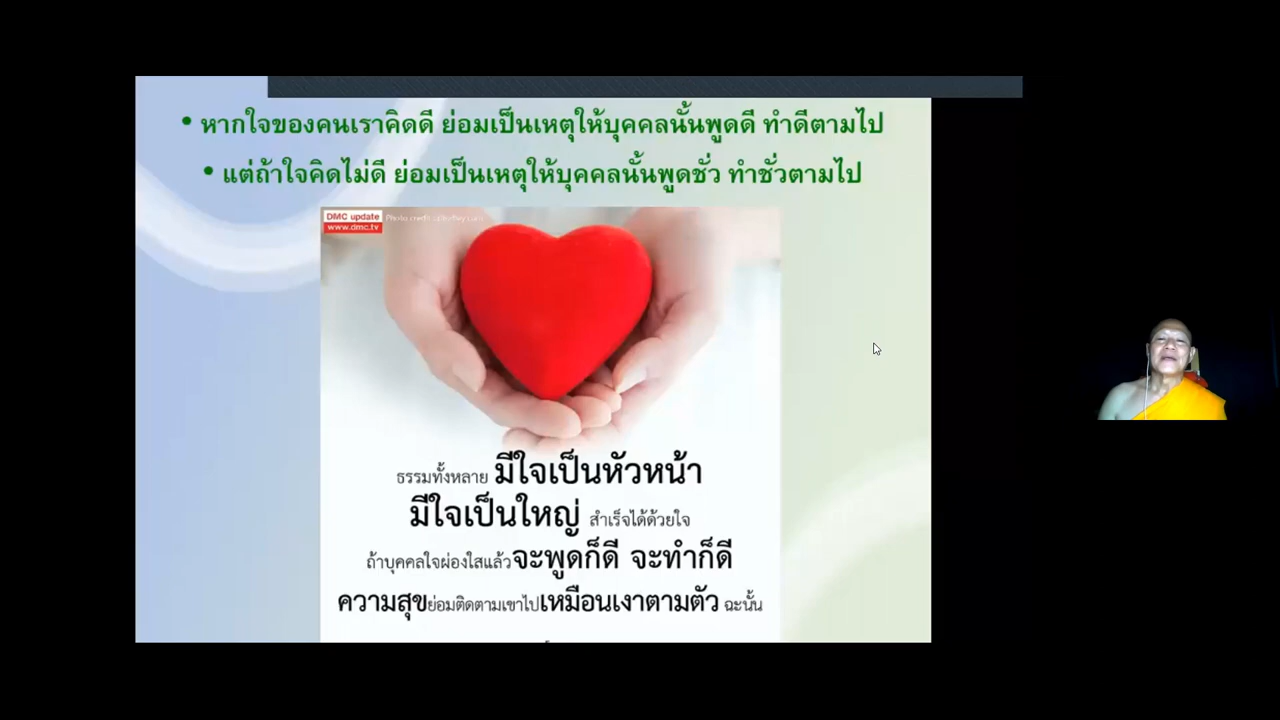 • หากใจของคนเราคิดดี ย่อมเป็นเหตุให้บุคคลนั้นพูดดี ทำดีตามไป
• แต่ถ้าใจคิดไม่ดี ย่อมเป็นเหตุให้บุคคลนั้นพูดชั่ว ทำชั่วตามไป
DMC update
www.dmc.tv
ธรรมทั้งหลาย มีใจเป็นหัวหน้า
มีใจเป็นใหญ่ สำเร็จได้ด้วยใจ
ถ้าบุคคลใจผ่องใสแล้วจะพูดก็ดี จะทำก็ดี
ความสุขย่อมติดตามเขาไปเหมือนเงาตามตัว ฉะนั้น